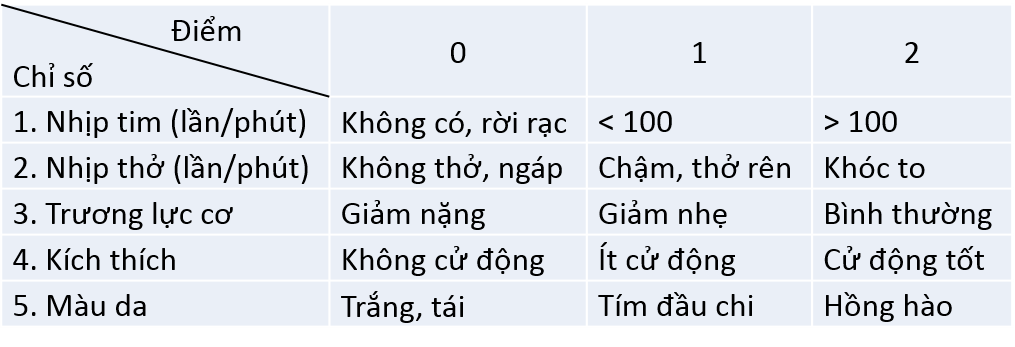 Điểm
Chỉ số
0 1 2
1. Nhịp tim (lần/phút) Không có, rời rạc < 100 > 100
2. Nhịp thở (lần/phút) Không thở, ngáp Chậm, thở rên Khóc to
3. Trương lực cơ Giảm nặng Giảm nhẹ Bình thường
4. Kích thích Không cử động Ít cử động Cử động tốt
5. Màu da Trắng, tái Tím đầu chi Hồng hào